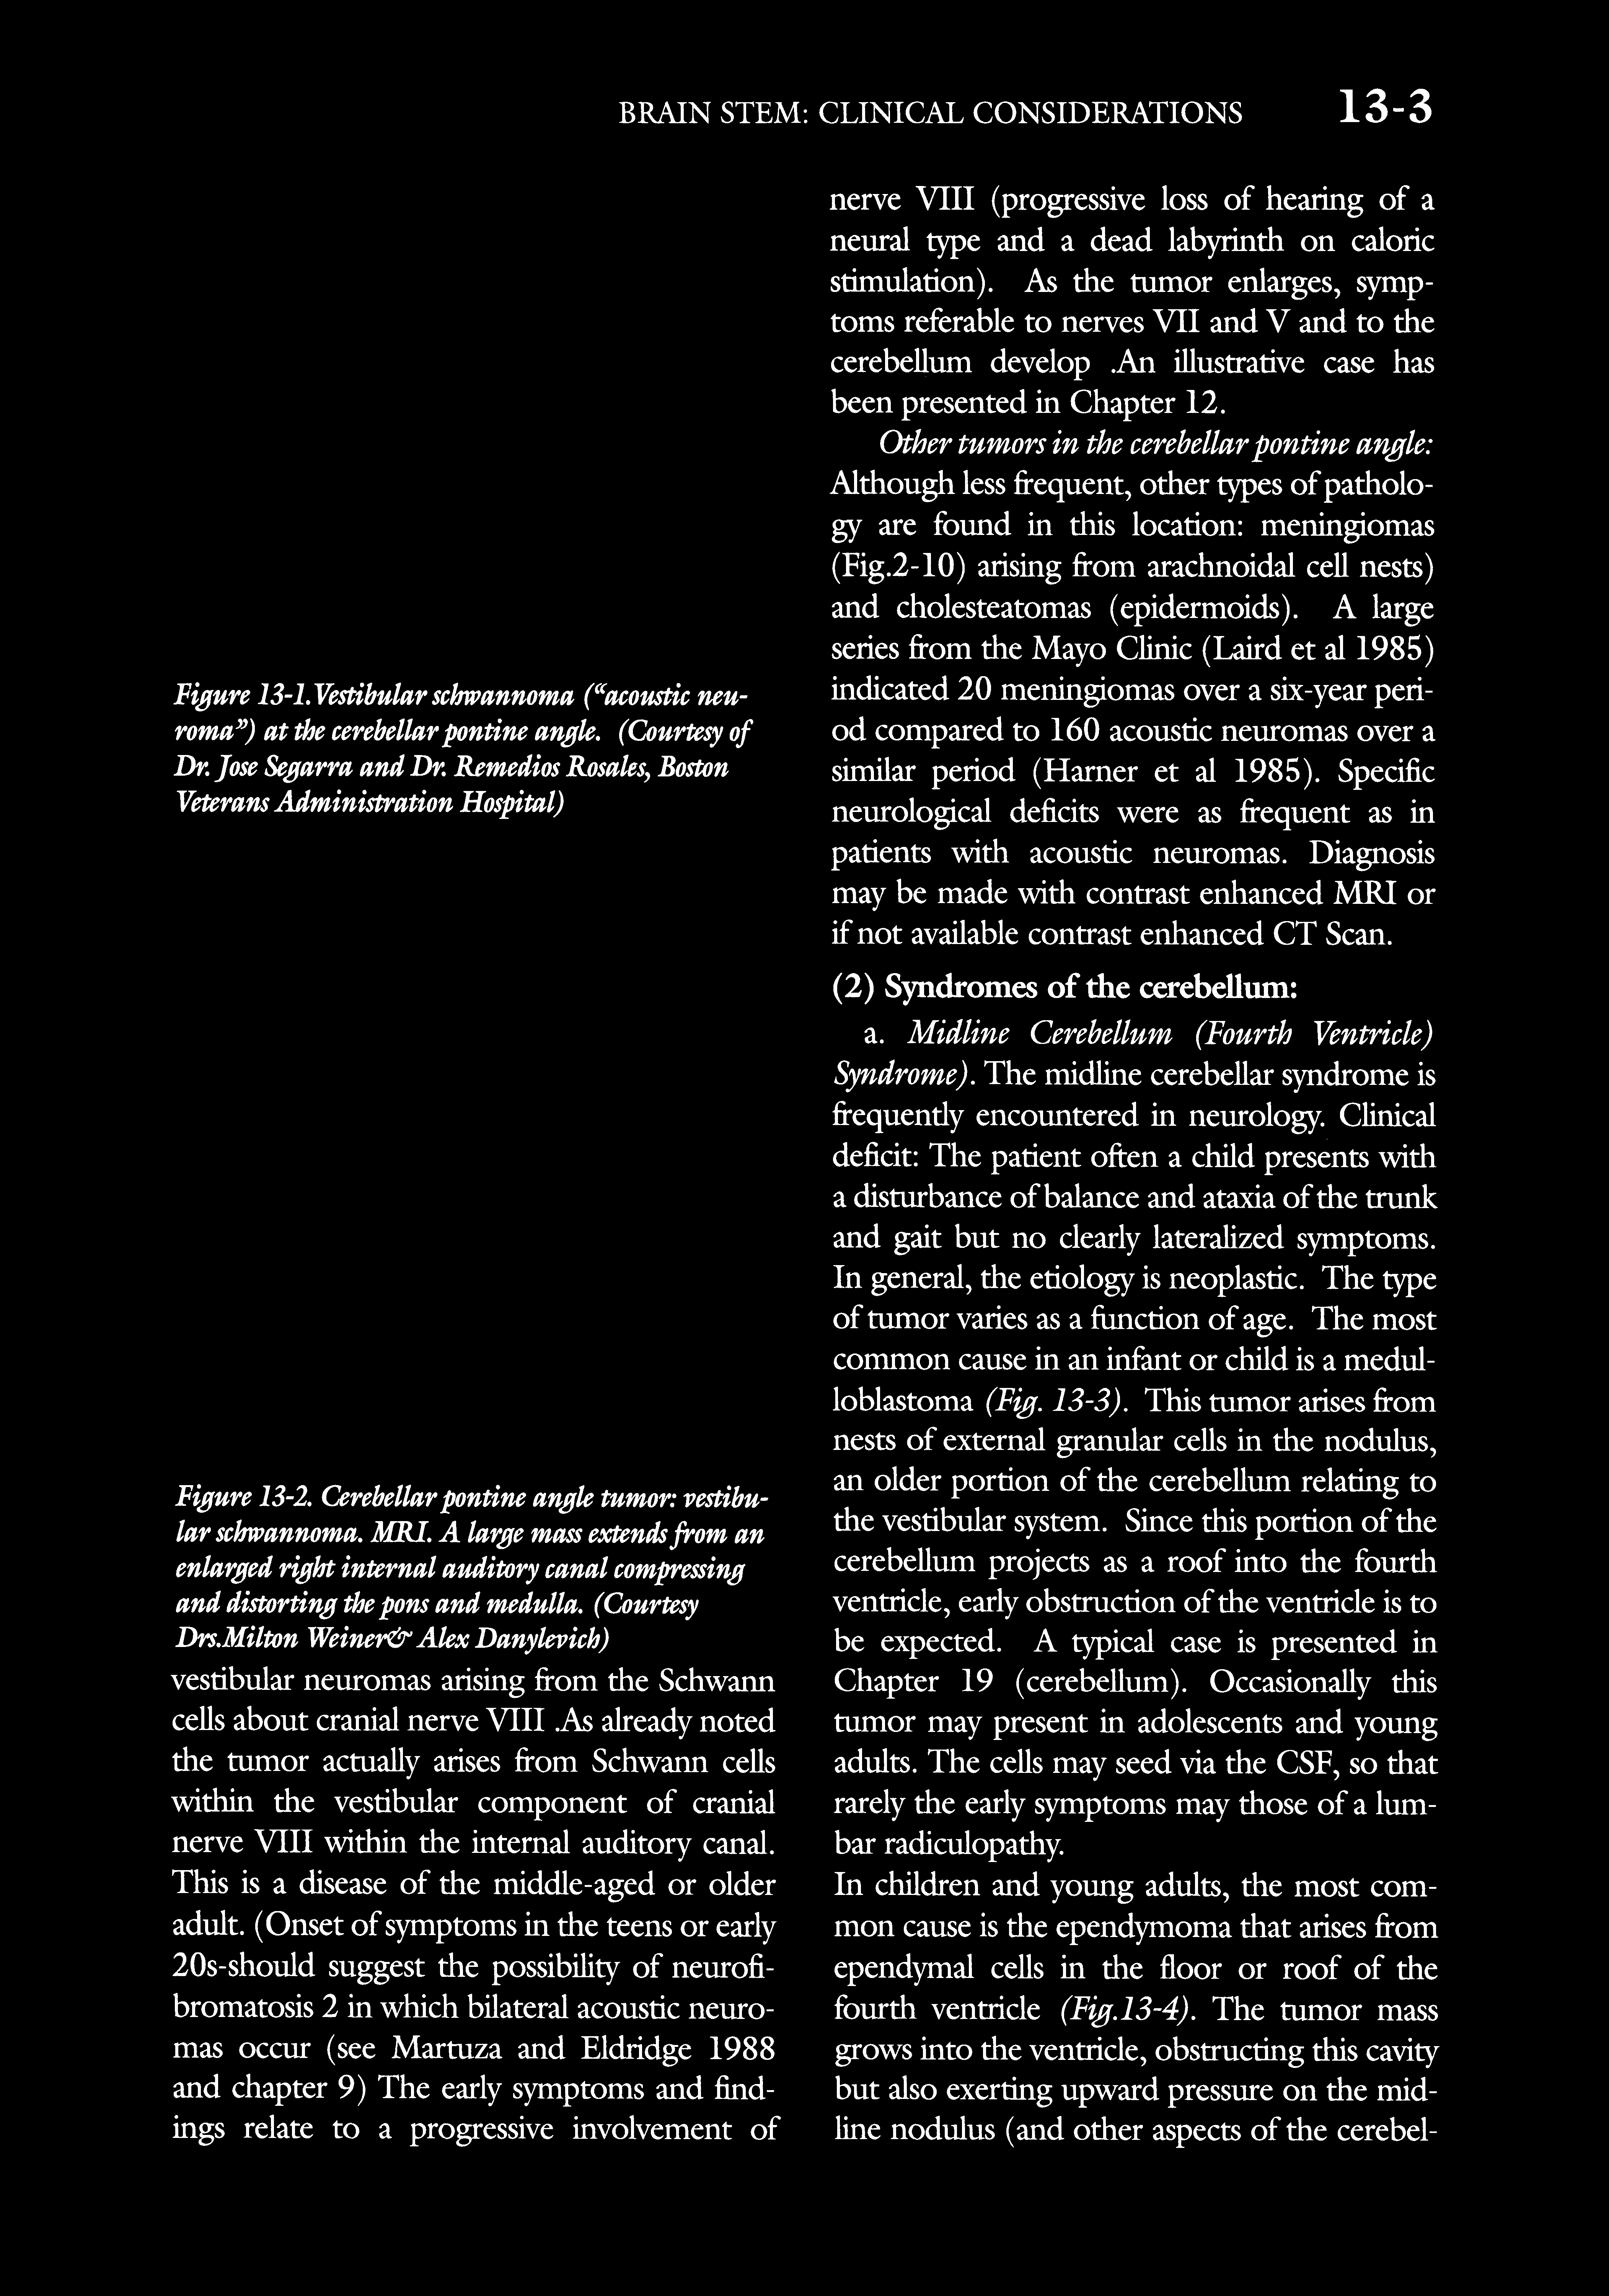 BRAIN STEM: CLINICAL CONSIDERATIONS 13-3
Figure 13-1. Vestibular schwannoma (“acoustic neu-
roma”) at the cerebellar pontine angle. (Courtesy of
Dr. Jose Segarra and Dr. Remedios Rosales, Boston
Veterans Administration Hospital)
Figure 13-2. Cerebellar pontine angle tumor: vestibu-
lar schwannoma. MRI. A large mass extends from an
enlarged right internal auditory canal compressing
and distorting the pons and medulla. (Courtesy
Drs.Milton Weiner& Alex Danylevich)
vestibular neuromas arising from the Schwann
cells about cranial nerve VIII .As already noted
the tumor actually arises from Schwann cells
within the vestibular component of cranial
nerve VIII within the internal auditory canal.
This is a disease of the middle-aged or older
adult. (Onset of symptoms in the teens or early
20s-should suggest the possibility of neurofi-
bromatosis 2 in which bilateral acoustic neuro-
mas occur (see Martuza and Eldridge 1988
and chapter 9) The early symptoms and find-
ings relate to a progressive involvement of
nerve VIII (progressive loss of hearing of a
neural type and a dead labyrinth on caloric
stimulation). As the tumor enlarges, symp-
toms referable to nerves VII and V and to the
cerebellum develop .An illustrative case has
been presented in Chapter 12.
Other tumors in the cerebellar pontine angle:
Although less frequent, other types of patholo-
gy are found in this location: meningiomas
(Fig.2-10) arising from arachnoidal cell nests)
and cholesteatomas (epidermoids). A large
series from the Mayo Clinic (Laird et al 1985)
indicated 20 meningiomas over a six-year peri-
od compared to 160 acoustic neuromas over a
similar period (Harner et al 1985). Specific
neurological deficits were as frequent as in
patients with acoustic neuromas. Diagnosis
may be made with contrast enhanced MRI or
if not available contrast enhanced CT Scan.
(2) Syndromes of the cerebellum:
a. Midline Cerebellum (Fourth Ventricle)
Syndrome). The midline cerebellar syndrome is
frequently encountered in neurology. Clinical
deficit: The patient often a child presents with
a disturbance of balance and ataxia of the trunk
and gait but no clearly lateralized symptoms.
In general, the etiology is neoplastic. The type
of tumor varies as a function of age. The most
common cause in an infant or child is a medul-
loblastoma (Fig. 13-3). This tumor arises from
nests of external granular cells in the nodulus,
an older portion of the cerebellum relating to
the vestibular system. Since this portion of the
cerebellum projects as a roof into the fourth
ventricle, early obstruction of the ventricle is to
be expected. A typical case is presented in
Chapter 19 (cerebellum). Occasionally this
tumor may present in adolescents and young
adults. The cells may seed via the CSF, so that
rarely the early symptoms may those of a lum-
bar radiculopathy.
In children and young adults, the most com-
mon cause is the ependymoma that arises from
ependymal cells in the floor or roof of the
fourth ventricle (Fig.13-4). The tumor mass
grows into the ventricle, obstructing this cavity
but also exerting upward pressure on the mid-
line nodulus (and other aspects of the cerebel-